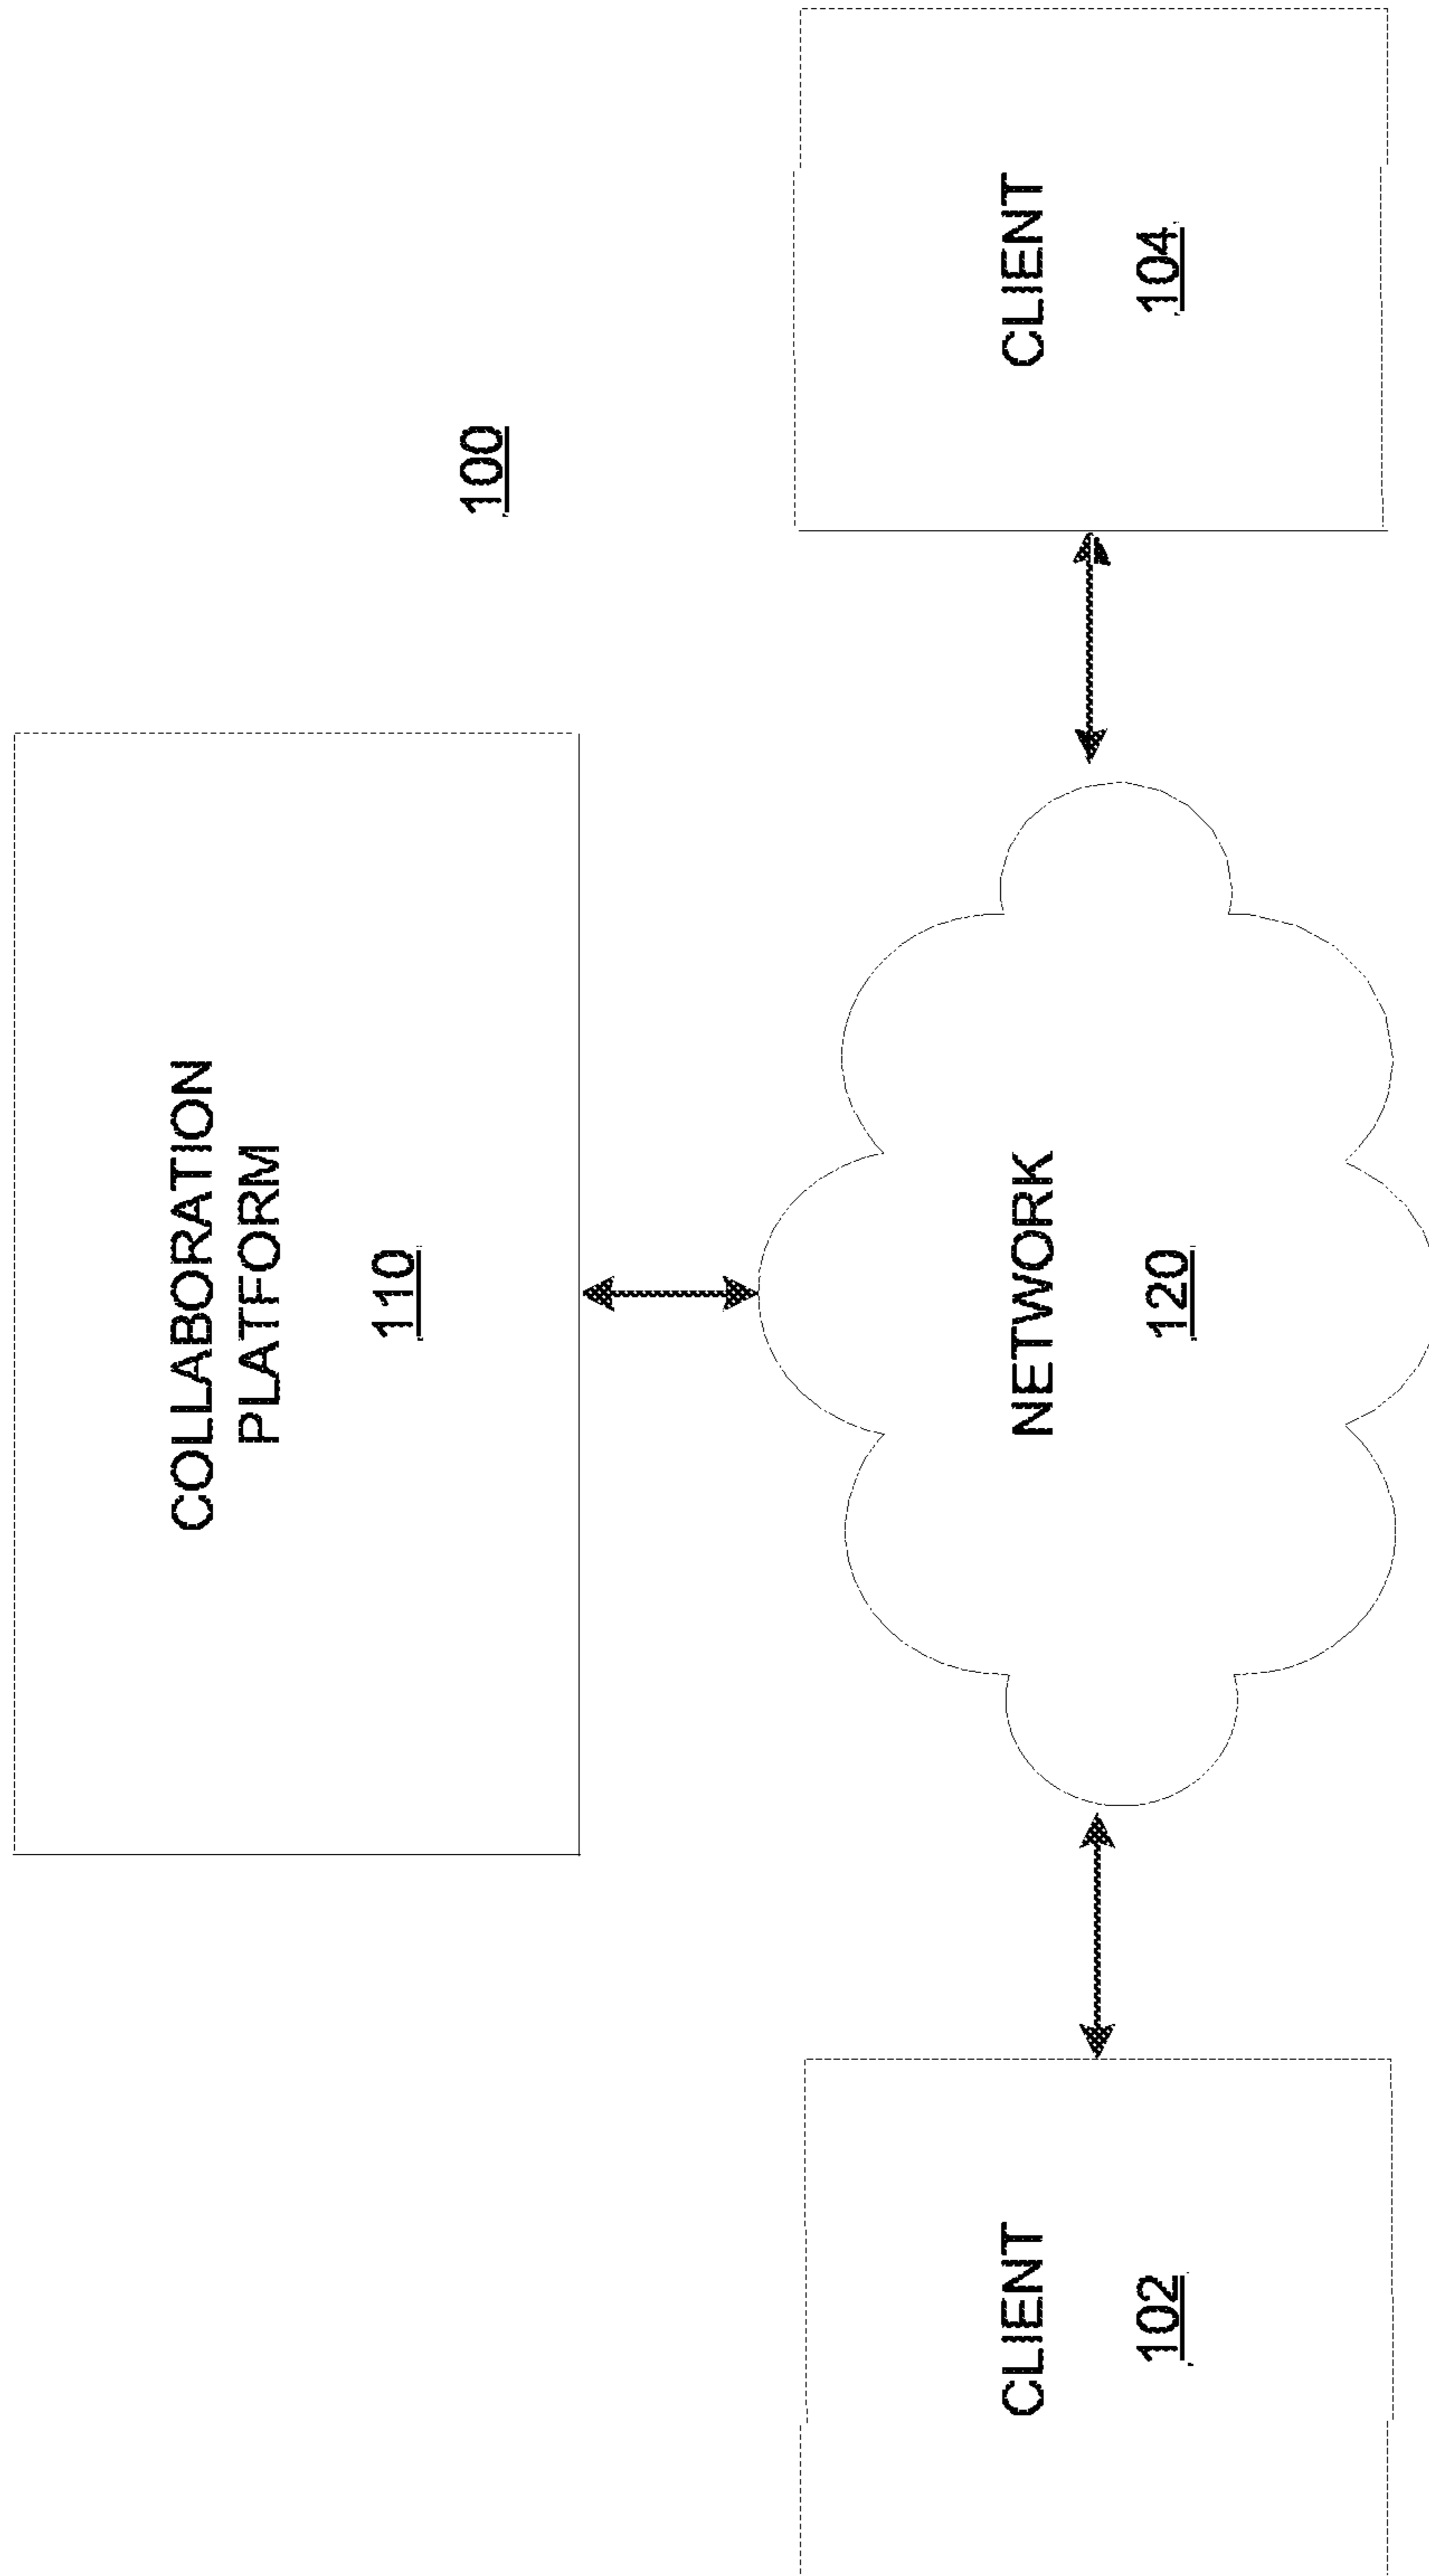 COLLABORATION
PLATFORM
110
100
CLIENT
102
NETWORK
120
CLIENT
104